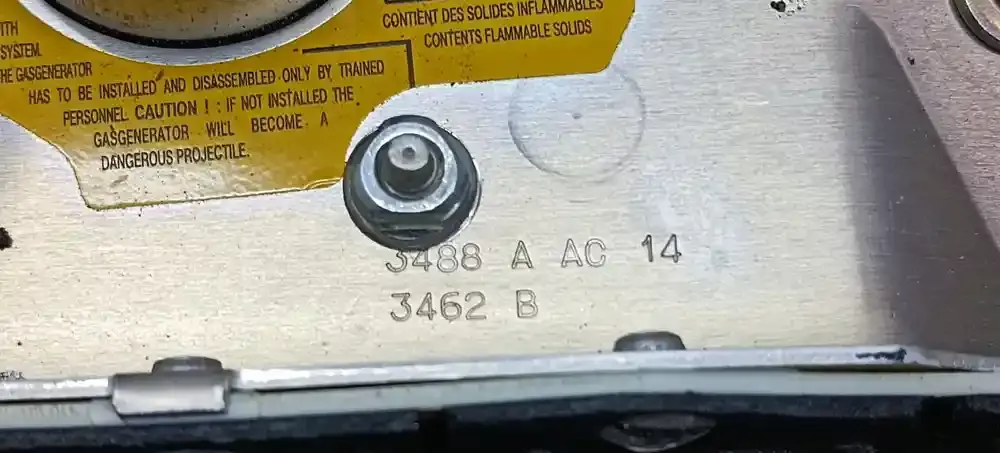 CONTIENT DES SOLIDES INFLAMMABLES
CONTENTS FLAMMABLE SOLIDS
SYSTEM.
THE GASGENERATOR
HAS TO BE INSTALLED AND DISASSEMBLED ONLY BY TRAINED
PERSONNEL CAUTION ! : IF NOT INSTALLED THE
GASGENERATOR WILL BECOME A
DANGEROUS PROJECTILE.
3488 A AC 14
3462 B